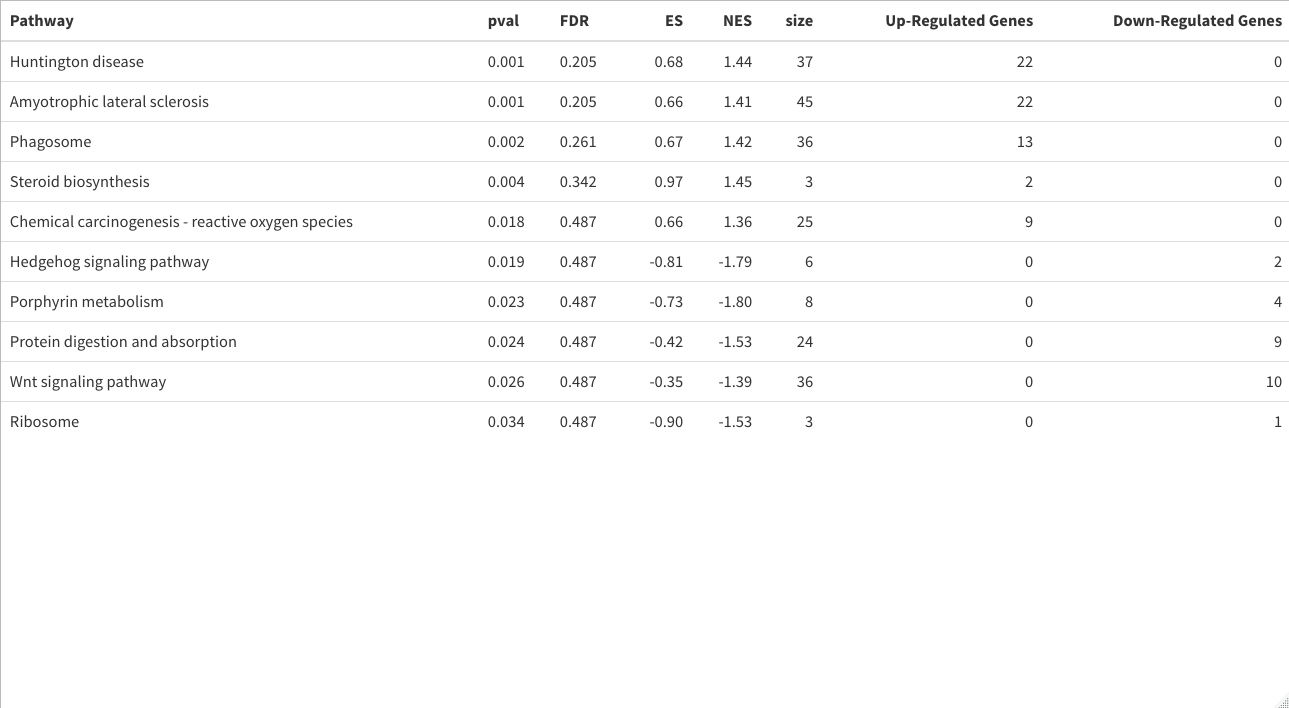 Pathway pval FDR ES NES size Up-Regulated Genes Down-Regulated Genes
Huntington disease 0.001 0.205 0.68 1.44 37 22 0
Amyotrophic lateral sclerosis 0.001 0.205 0.66 1.41 45 22 0
Phagosome 0.002 0.261 0.67 1.42 36 13 0
Steroid biosynthesis 0.004 0.342 0.97 1.45 3 2 0
Chemical carcinogenesis - reactive oxygen species 0.018 0.487 0.66 1.36 25 9 0
Hedgehog signaling pathway 0.019 0.487 -0.81 -1.79 6 0 2
Porphyrin metabolism 0.023 0.487 -0.73 -1.80 8 0 4
Protein digestion and absorption 0.024 0.487 -0.42 -1.53 24 0 9
Wnt signaling pathway 0.026 0.487 -0.35 -1.39 36 0 10
Ribosome 0.034 0.487 -0.90 -1.53 3 0 1